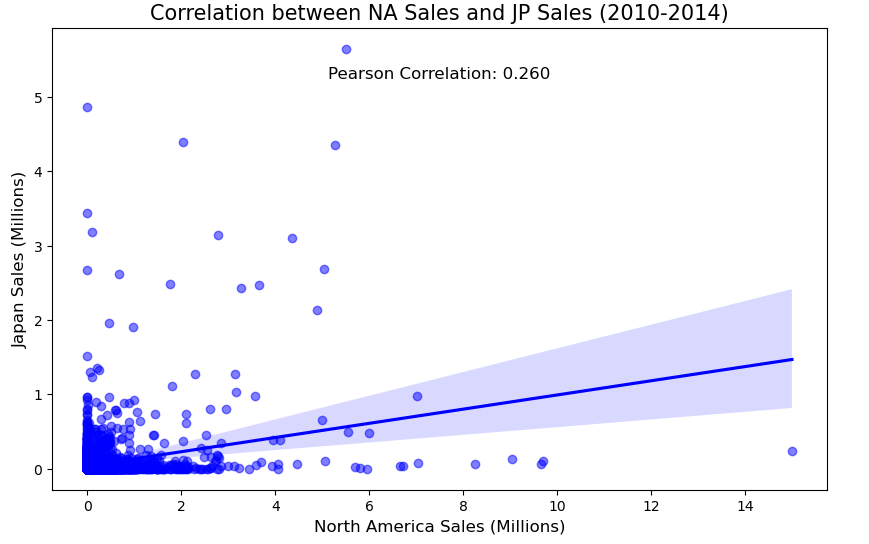 Correlation between NA Sales and JP Sales (2010-2014)
Pearson Correlation: 0.260
Japan Sales (Millions)
5
4
3
2
1
0
0 2 4 6 8 10 12 14
North America Sales (Millions)